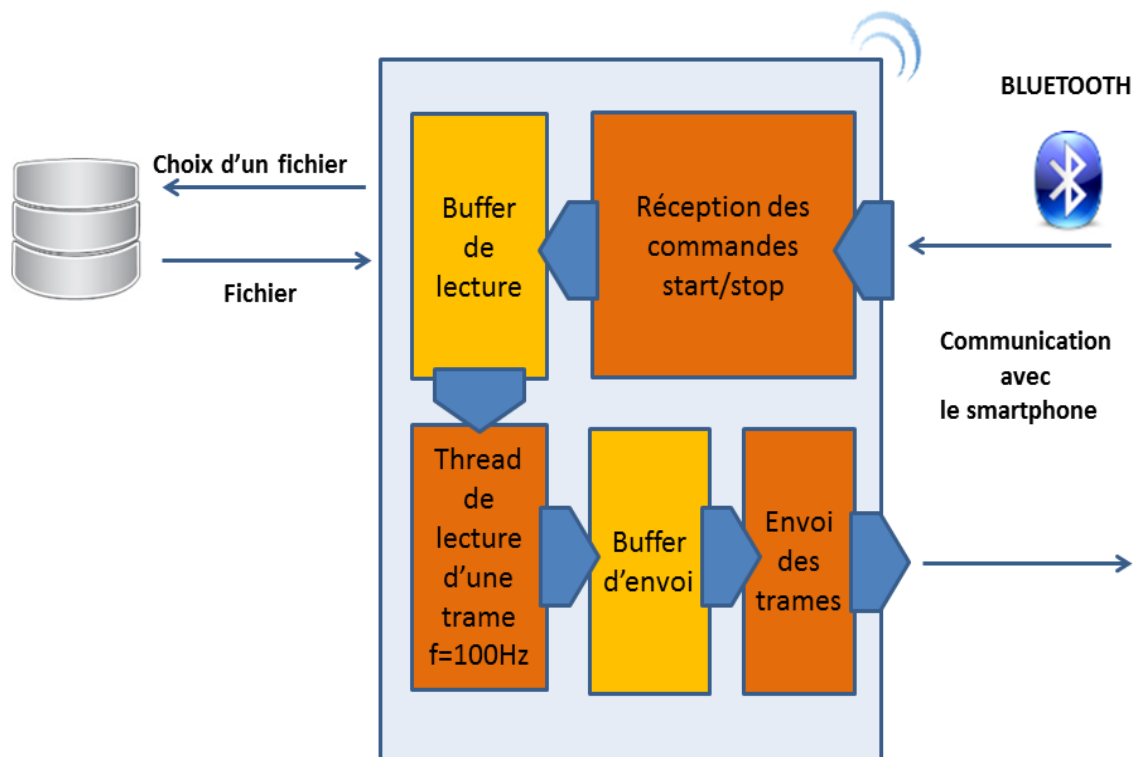 BLUETOOTH
Choix d'un fichier
Fichier
Buffer
de
lecture
Réception des
commandes
start/stop
Communication
avec
le smartphone
Thread
de
lecture
d'une
trame
f=100Hz
Buffer
d'envoi
Envoi
des
trames